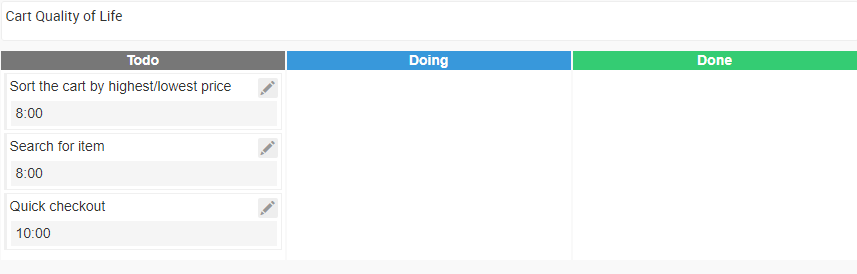 Cart Quality of Life
Todo Doing Done
Sort the cart by highest/lowest price
8:00
Search for item
8:00
Quick checkout
10:00